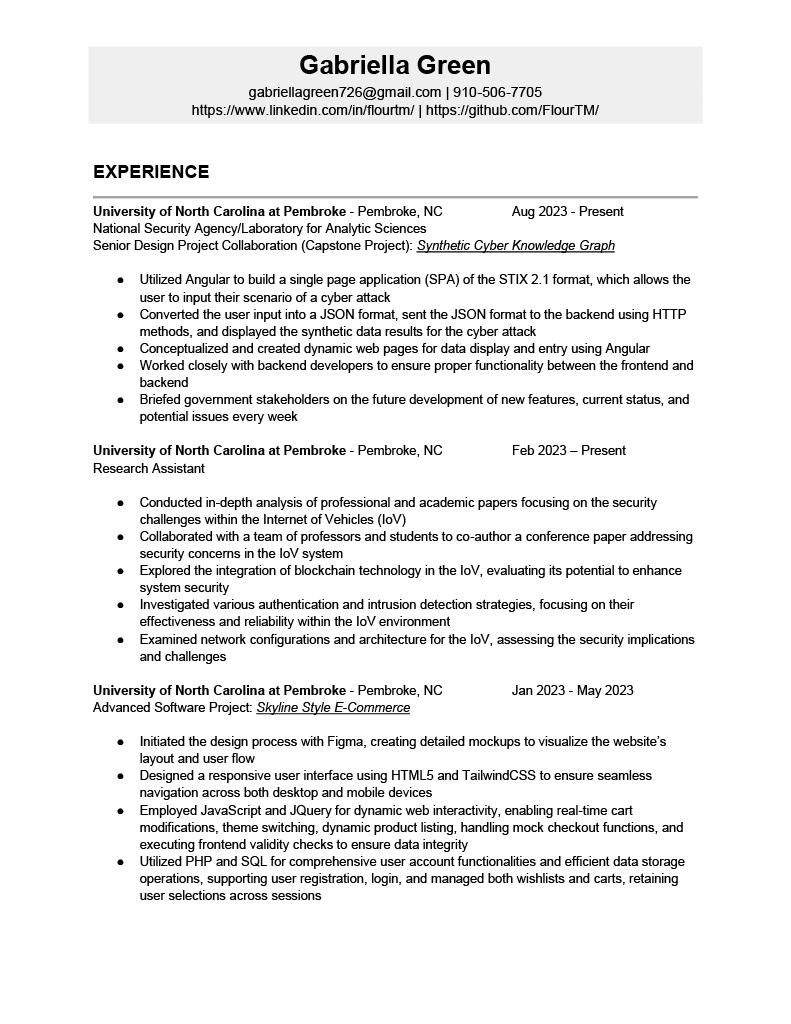 Gabriella Green
gabriellagreen726@gmail.com | 910-506-7705
https://www.linkedin.com/in/flourtm/ | https://github.com/FlourTM/
EXPERIENCE
University of North Carolina at Pembroke - Pembroke, NC Aug 2023 - Present
National Security Agency/Laboratory for Analytic Sciences
Senior Design Project Collaboration (Capstone Project): Synthetic Cyber Knowledge Graph
● Utilized Angular to build a single page application (SPA) of the STIX 2.1 format, which allows the
user to input their scenario of a cyber attack
● Converted the user input into a JSON format, sent the JSON format to the backend using HTTP
methods, and displayed the synthetic data results for the cyber attack
● Conceptualized and created dynamic web pages for data display and entry using Angular
● Worked closely with backend developers to ensure proper functionality between the frontend and
backend
● Briefed government stakeholders on the future development of new features, current status, and
potential issues every week
University of North Carolina at Pembroke - Pembroke, NC Feb 2023 – Present
Research Assistant
● Conducted in-depth analysis of professional and academic papers focusing on the security
challenges within the Internet of Vehicles (IoV)
● Collaborated with a team of professors and students to co-author a conference paper addressing
security concerns in the IoV system
● Explored the integration of blockchain technology in the IoV, evaluating its potential to enhance
system security
● Investigated various authentication and intrusion detection strategies, focusing on their
effectiveness and reliability within the IoV environment
● Examined network configurations and architecture for the IoV, assessing the security implications
and challenges
University of North Carolina at Pembroke - Pembroke, NC Jan 2023 - May 2023
Advanced Software Project: Skyline Style E-Commerce
● Initiated the design process with Figma, creating detailed mockups to visualize the website’s
layout and user flow
● Designed a responsive user interface using HTML5 and TailwindCSS to ensure seamless
navigation across both desktop and mobile devices
● Employed JavaScript and JQuery for dynamic web interactivity, enabling real-time cart
modifications, theme switching, dynamic product listing, handling mock checkout functions, and
executing frontend validity checks to ensure data integrity
● Utilized PHP and SQL for comprehensive user account functionalities and efficient data storage
operations, supporting user registration, login, and managed both wishlists and carts, retaining
user selections across sessions